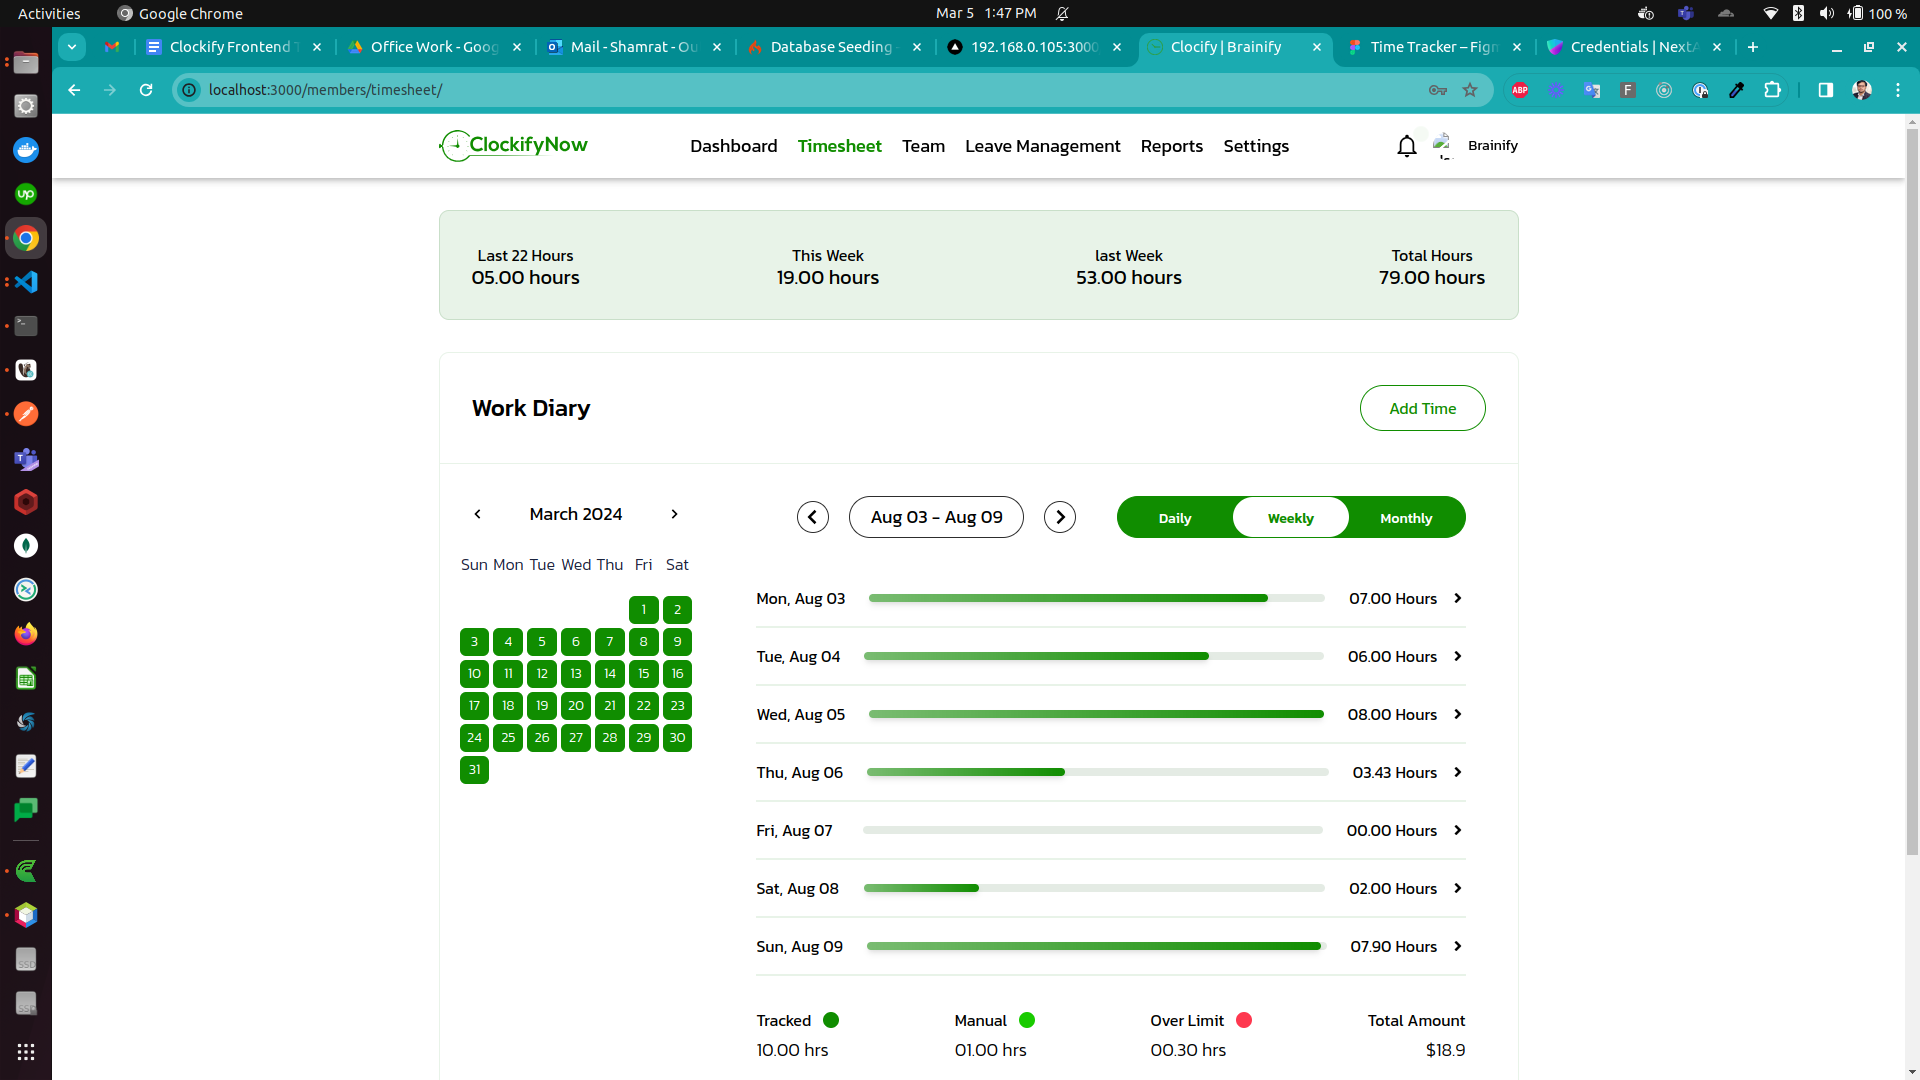 Activities Google Chrome Mar 5 1:47 PM 100 %
Clockify Frontend T Office Work - Goog Mail - Shamrat - Ou Database Seeding - 192.168.0.105:3000 Clocify | Brainify Time Tracker – Figm Credentials | NextA
localhost:3000/members/timesheet/
ABP
F
ClockifyNow Dashboard Timesheet Team Leave Management Reports Settings Brainify
Last 22 Hours This Week last Week Total Hours
05.00 hours 19.00 hours 53.00 hours 79.00 hours
Work Diary Add Time
March 2024 Aug 03 - Aug 09 Daily Weekly Monthly
Sun Mon Tue Wed Thu Fri Sat
1 2
3 4 5 6 7 8 9
10 11 12 13 14 15 16
17 18 19 20 21 22 23
24 25 26 27 28 29 30
31
Mon, Aug 03 07.00 Hours
Tue, Aug 04 06.00 Hours
Wed, Aug 05 08.00 Hours
Thu, Aug 06 03.43 Hours
Fri, Aug 07 00.00 Hours
Sat, Aug 08 02.00 Hours
Sun, Aug 09 07.90 Hours
Tracked Manual Over Limit Total Amount
10.00 hrs 01.00 hrs 00.30 hrs $18.9
up
SSD
SSD